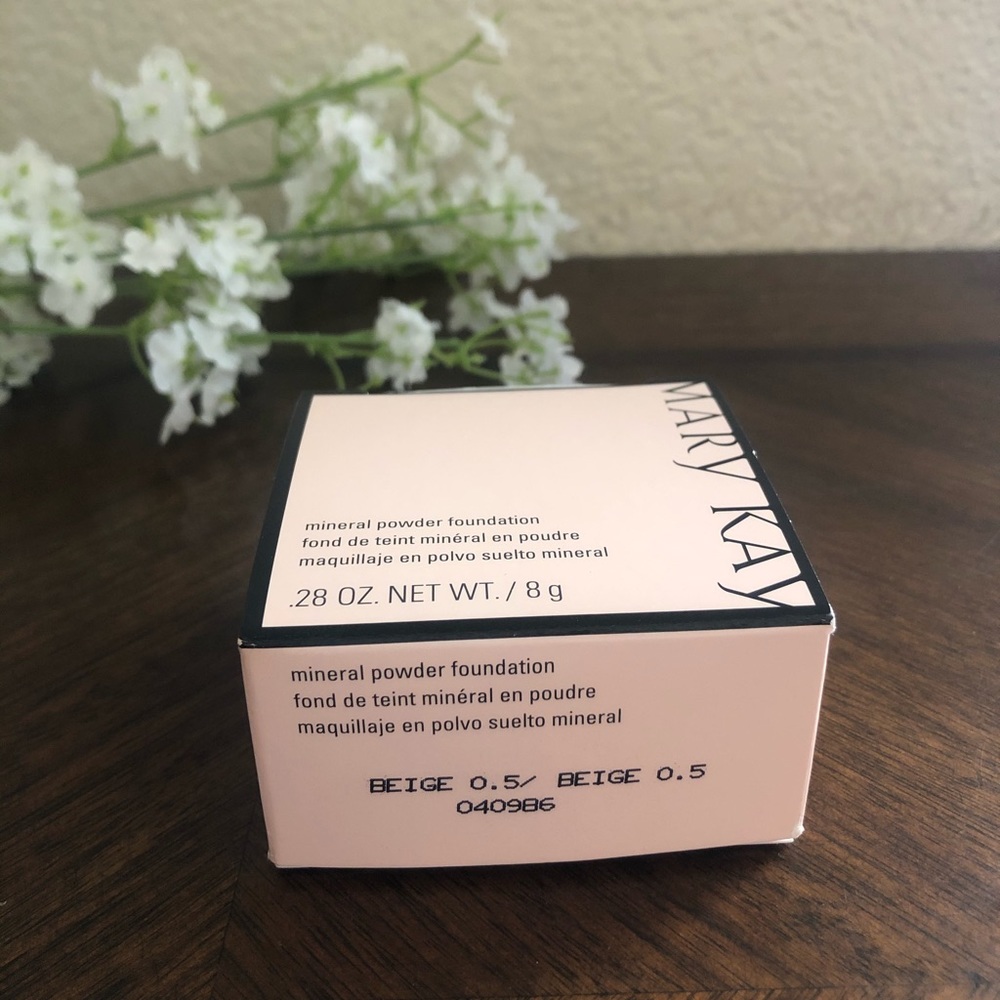 MARY KAY
mineral powder foundation
fond de teint minéral en poudre
maquillaje en polvo suelto mineral
.28 OZ. NET WT. / 8 g
mineral powder foundation
fond de teint minéral en poudre
maquillaje en polvo suelto mineral
BEIGE 0.5/ BEIGE 0.5
040986